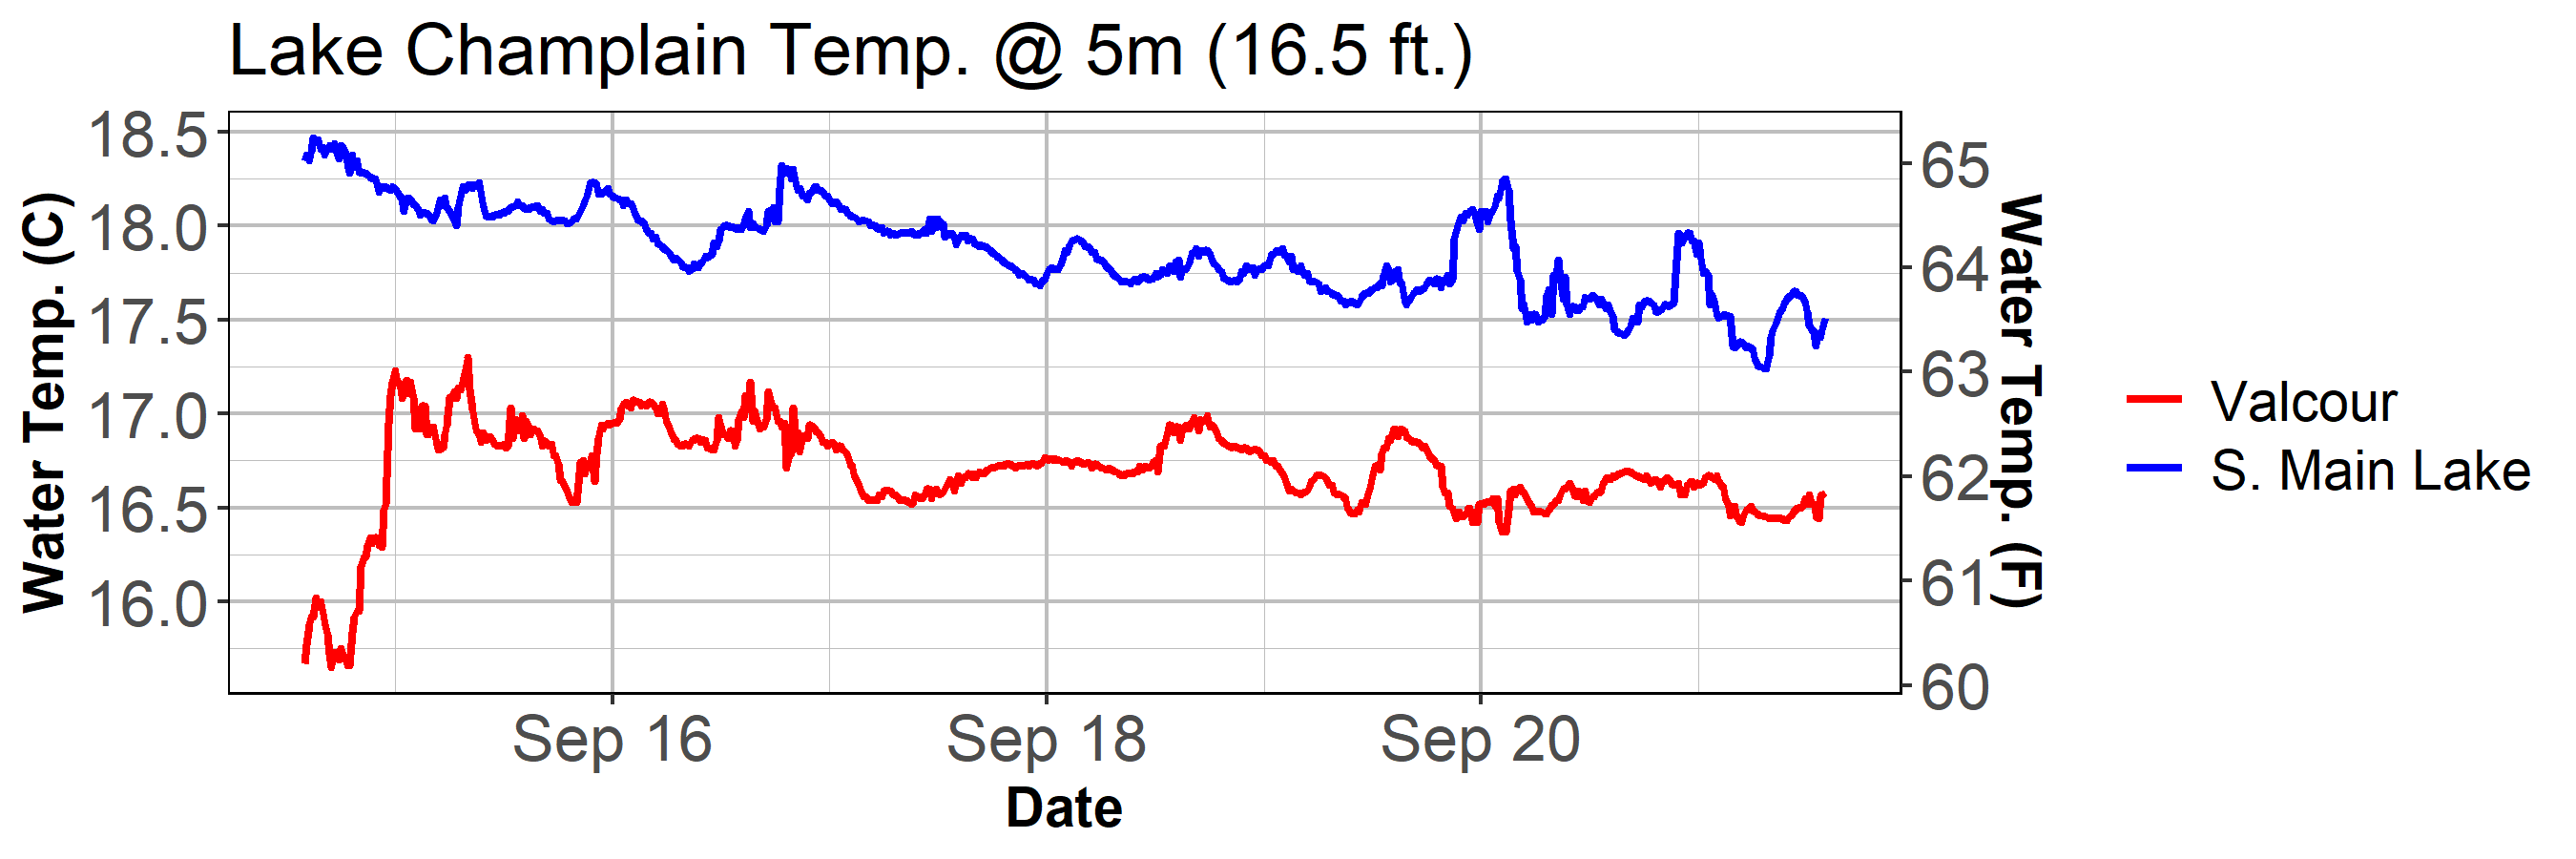 Lake Champlain Temp. @ 5m (16.5 ft.)
Water Temp. (C)
18.5
18.0
17.5
17.0
16.5
16.0
65
64
63
62
61
60
Water Temp. (F)
Sep 16
Sep 18
Sep 20
Date
Valcour
S. Main Lake